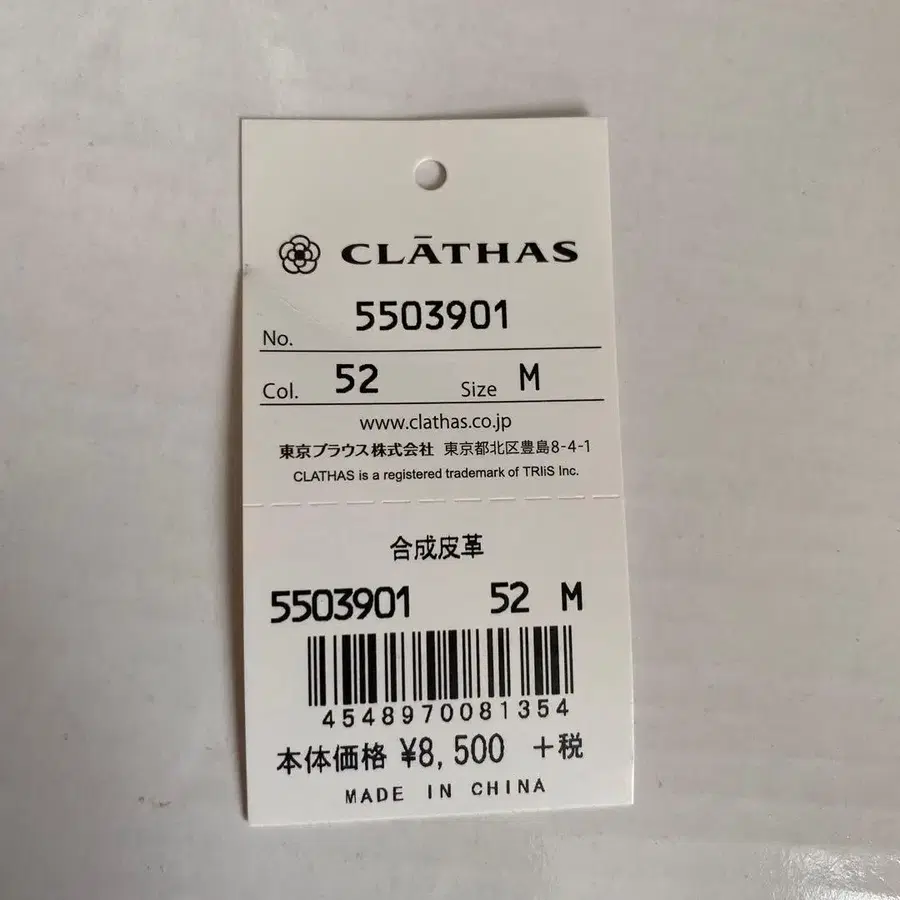 CLĀTHAS
No. 5503901
Col. 52 Size M
www.clathas.co.jp
東京ブラウス株式会社 東京都北区豊島8-4-1
CLATHAS is a registered trademark of TRIiS Inc.
合成皮革
5503901 52 M
4548970081354
本体価格 ¥8,500 +税
MADE IN CHINA